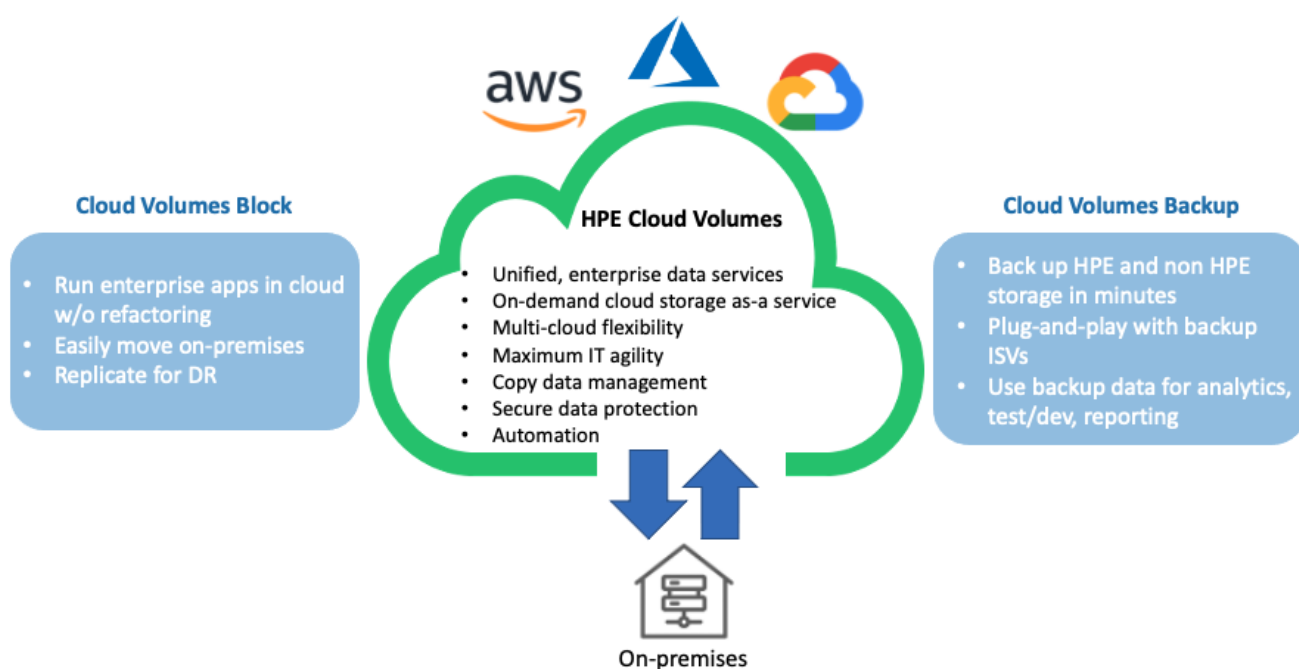 aws
Cloud Volumes Block
• Run enterprise apps in cloud
w/o refactoring
• Easily move on-premises
• Replicate for DR
HPE Cloud Volumes
• Unified, enterprise data services
• On-demand cloud storage as-a service
• Multi-cloud flexibility
• Maximum IT agility
• Copy data management
• Secure data protection
• Automation
Cloud Volumes Backup
• Back up HPE and non HPE
storage in minutes
• Plug-and-play with backup
ISVs
• Use backup data for analytics,
test/dev, reporting
On-premises